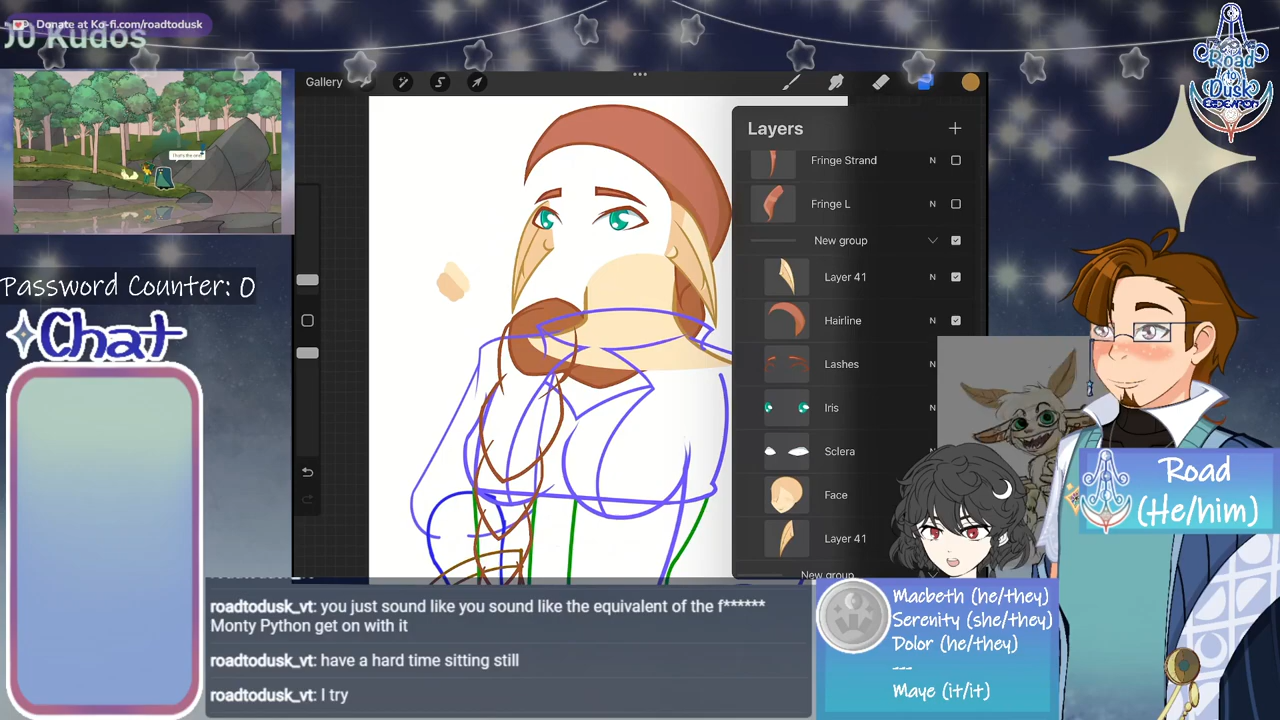 Donate at Ko-fi.com/roadtodusk
Kudos
Gallery
Layers
Fringe Strand N
Fringe L N
New group
Layer 41 N
Hairline N
Lashes N
Iris N
Sclera N
Face N
Layer 41 N
New group
Password Counter: 0
Chat
roadtodusk_vt: you just sound like you sound like the equivalent of the f******
Monty Python get on with it
roadtodusk_vt: have a hard time sitting still
roadtodusk_vt: I try
Road
to
Dusk
Road
(He/him)
Macbeth (he/they)
Serenity (she/they)
Dolor (he/they)
---
Maye (it/it)